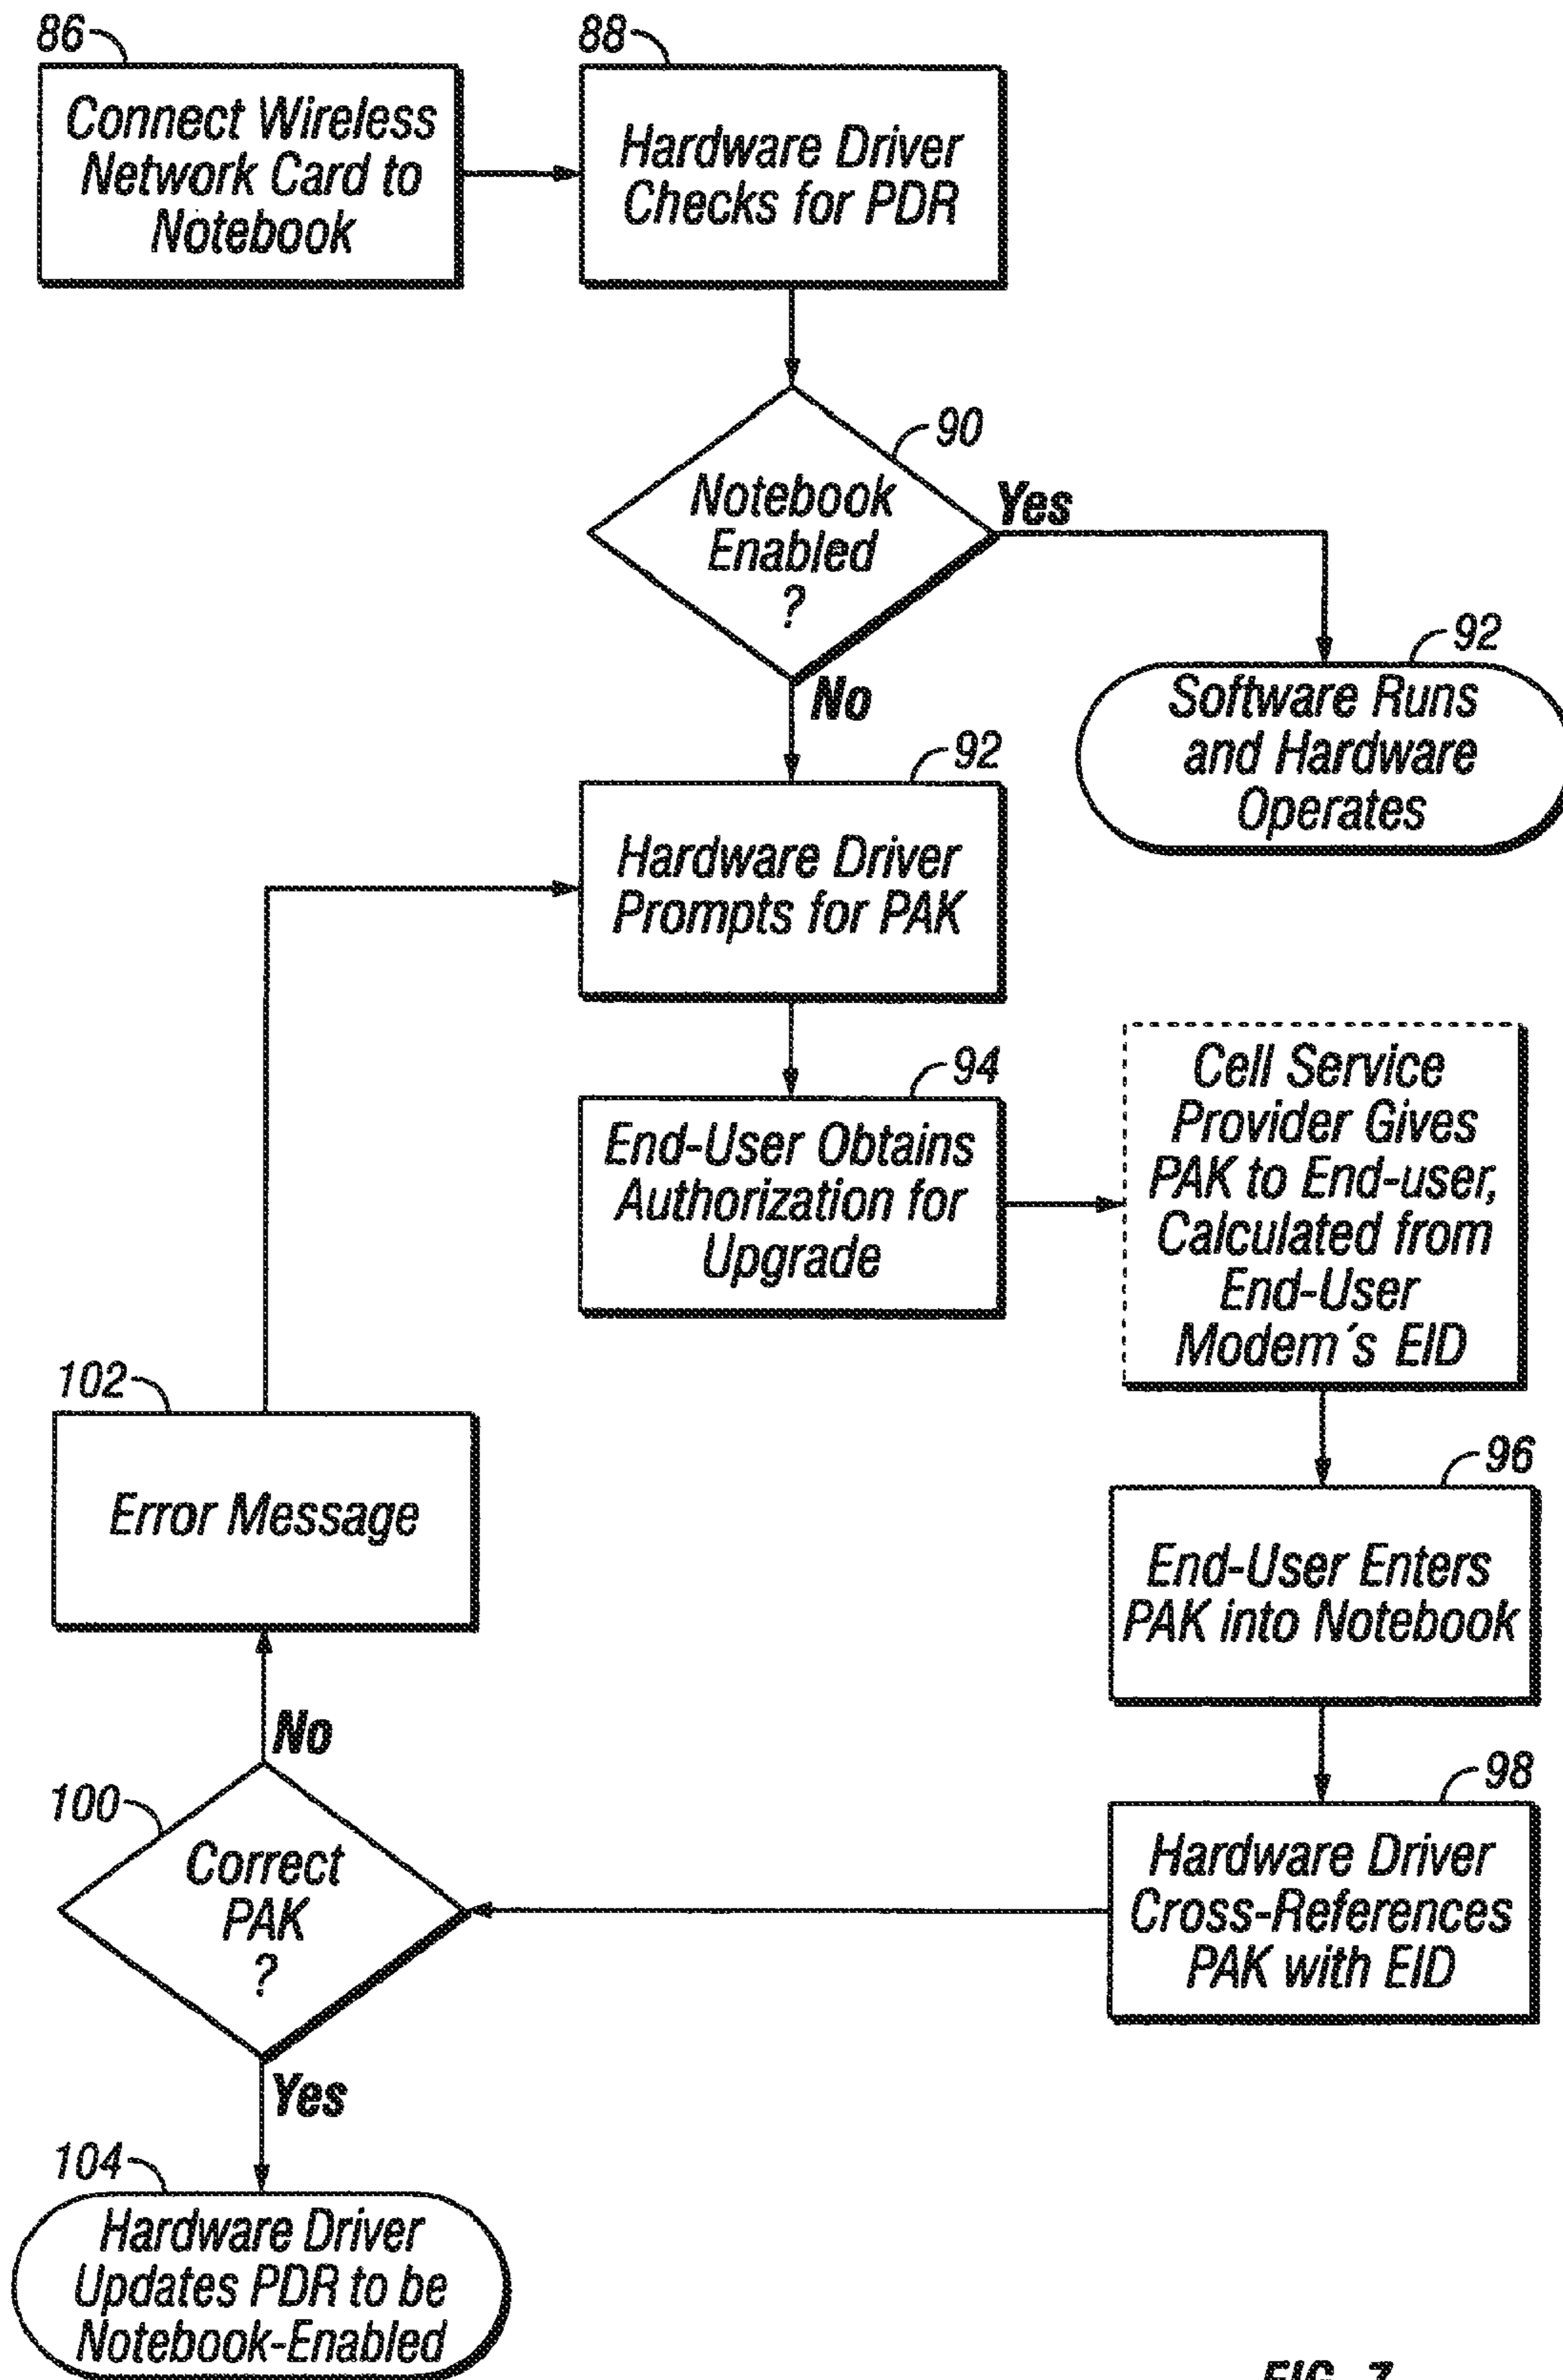 86
Connect Wireless
Network Card to
Notebook
88
Hardware Driver
Checks for PDR
90
Notebook
Enabled
?
Yes
No
92
Software Runs
and Hardware
Operates
92
Hardware Driver
Prompts for PAK
94
End-User Obtains
Authorization for
Upgrade
Cell Service
Provider Gives
PAK to End-user,
Calculated from
End-User
Modem´s EID
96
End-User Enters
PAK into Notebook
98
Hardware Driver
Cross-References
PAK with EID
102
Error Message
No
100
Correct
PAK
?
Yes
104
Hardware Driver
Updates PDR to be
Notebook-Enabled
FIG. 7